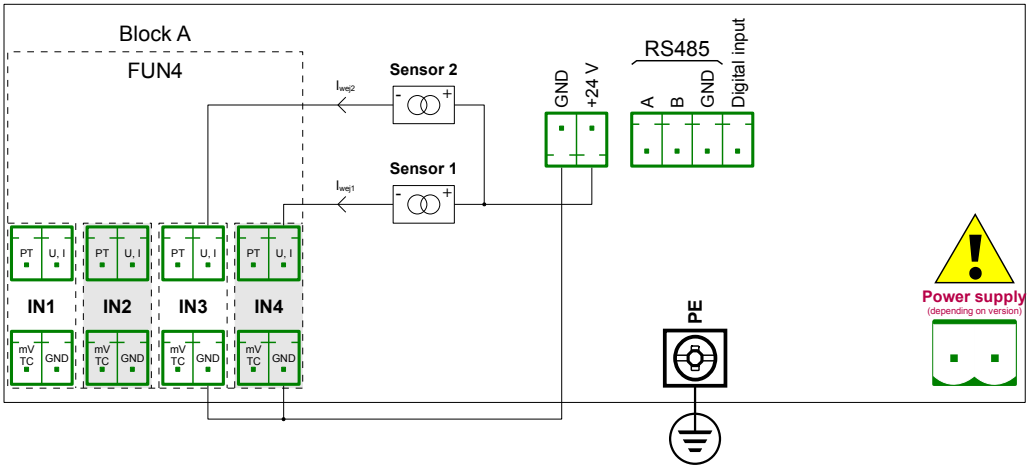 Block A
FUN4
Sensor 2
Iwej2
- +
Sensor 1
Iwej1
- +
GND
+24 V
RS485
A
B
GND
Digital input
PT U, I
PT U, I
PT U, I
PT U, I
IN1
IN2
IN3
IN4
mV TC GND
mV TC GND
mV TC GND
mV TC GND
PE
!
Power supply
(depending on version)